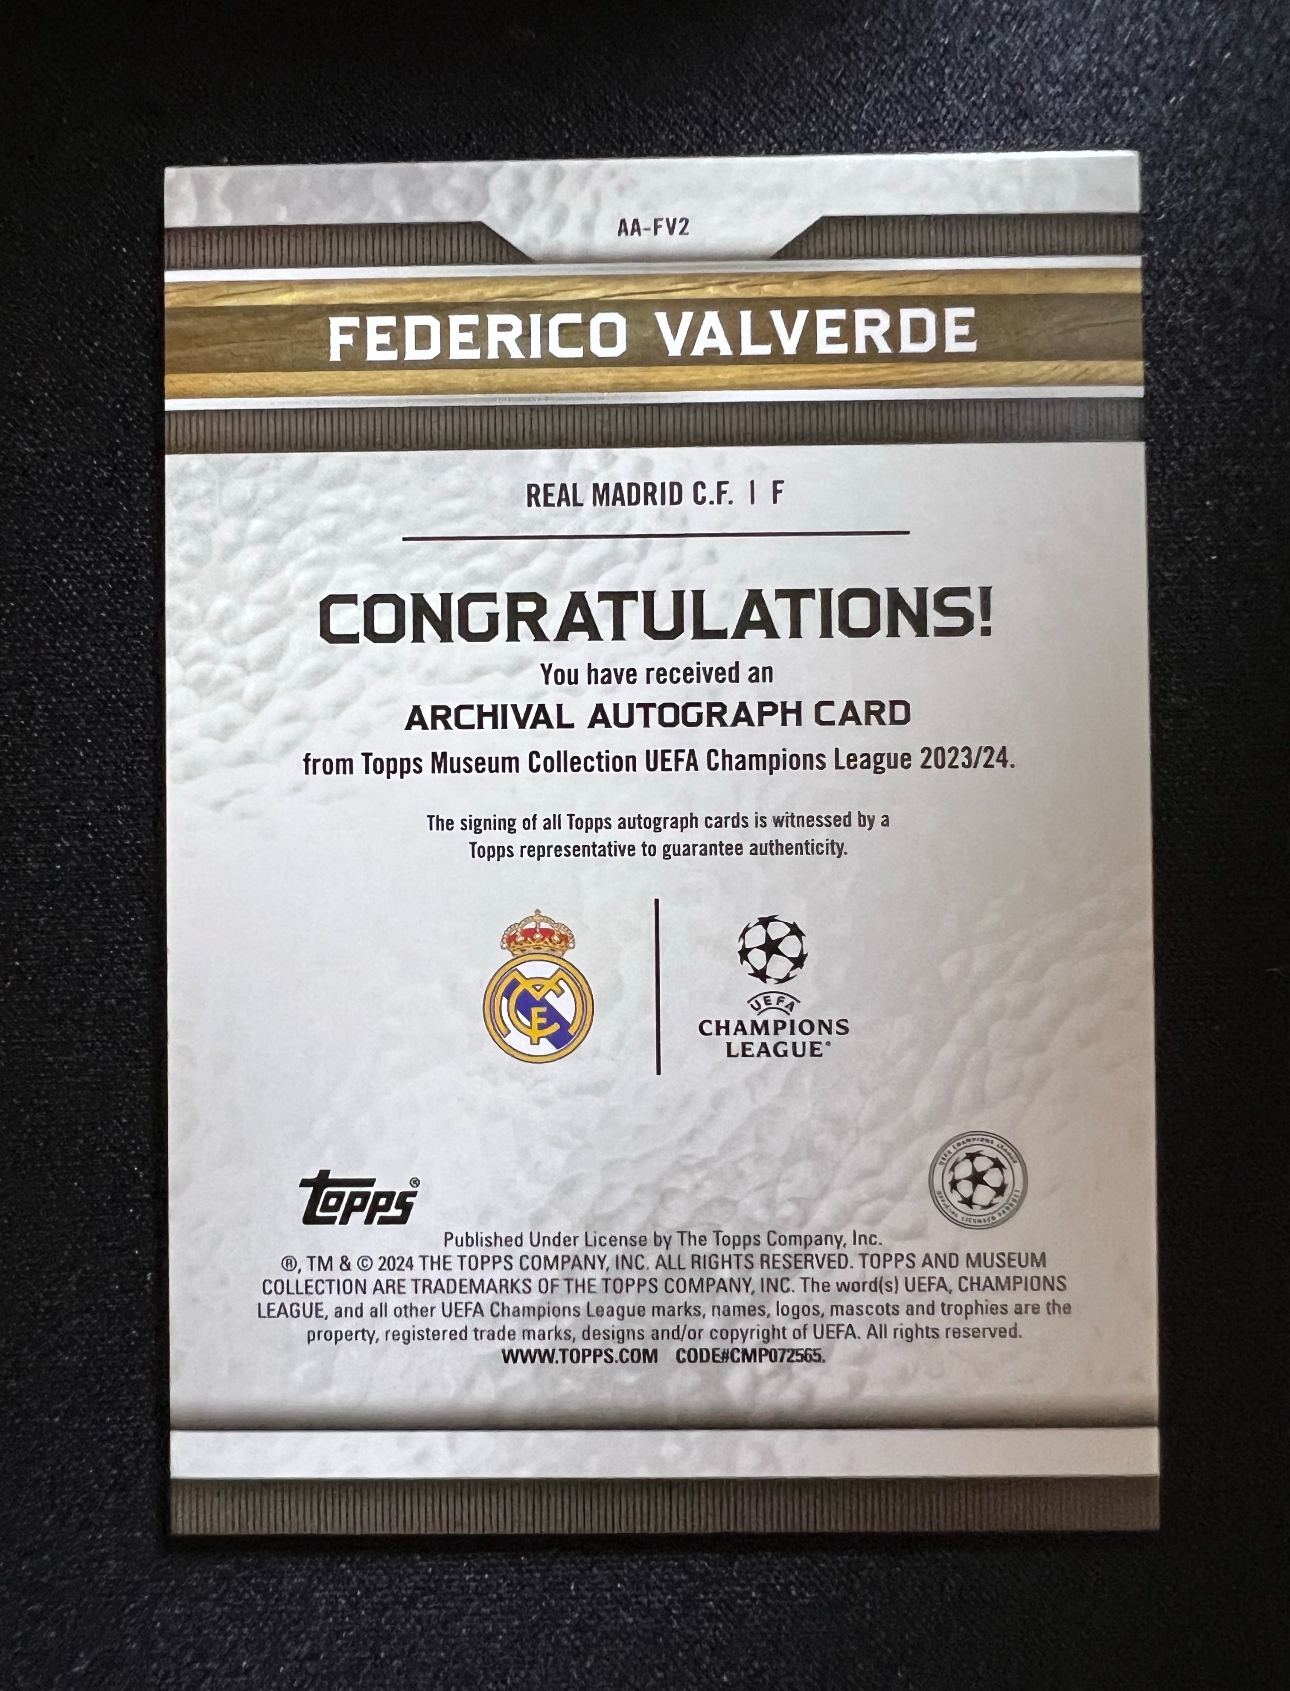 AA-FV2
FEDERICO VALVERDE
REAL MADRID C.F. | F
CONGRATULATIONS!
You have received an
ARCHIVAL AUTOGRAPH CARD
from Topps Museum Collection UEFA Champions League 2023/24.
The signing of all Topps autograph cards is witnessed by a
Topps representative to guarantee authenticity.
UEFA
CHAMPIONS
LEAGUE®
topps®
Published Under License by The Topps Company, Inc.
®, TM & © 2024 THE TOPPS COMPANY, INC. ALL RIGHTS RESERVED. TOPPS AND MUSEUM
COLLECTION ARE TRADEMARKS OF THE TOPPS COMPANY, INC. The word(s) UEFA, CHAMPIONS
LEAGUE, and all other UEFA Champions League marks, names, logos, mascots and trophies are the
property, registered trade marks, designs and/or copyright of UEFA. All rights reserved.
WWW.TOPPS.COM CODE#CMP072565.